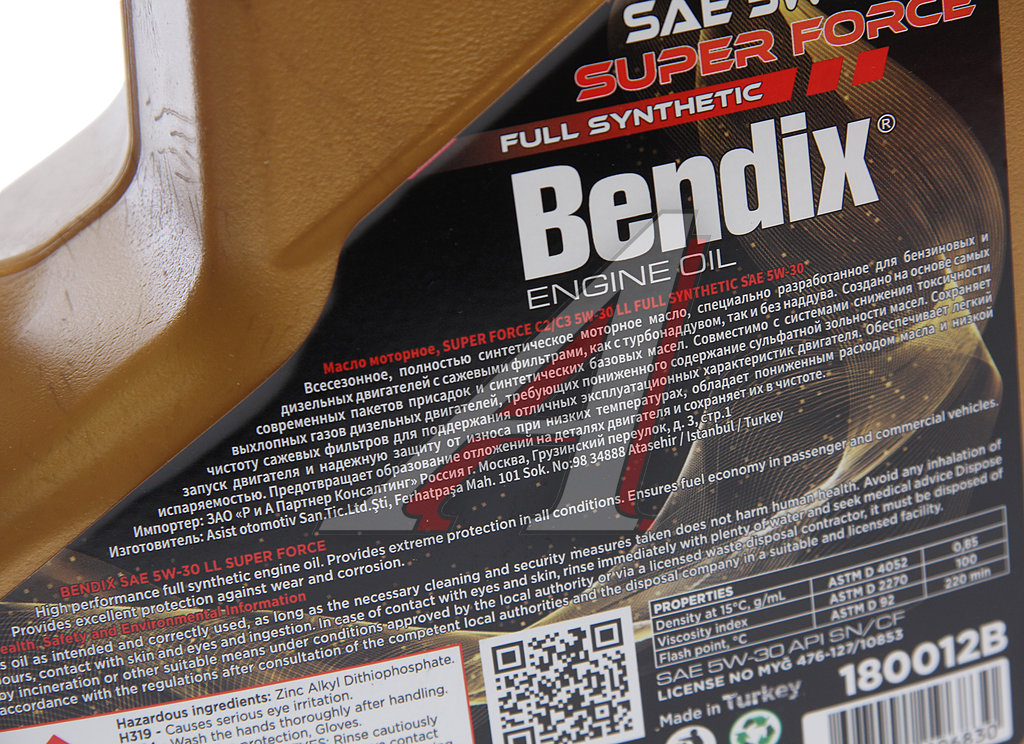 SAE 5W
SUPER FORCE
FULL SYNTHETIC
Bendix®
ENGINE OIL
Масло моторное, SUPER FORCE C2/C3 5W-30 LL FULL SYNTHETIC SAE 5W-30
Всесезонное, полностью синтетическое моторное масло, специально разработанное для бензиновых и
дизельных двигателей с сажевыми фильтрами, как с турбонаддувом, так и без наддува. Создано на основе самых
современных пакетов присадок и синтетических базовых масел. Совместимо с системами снижения токсичности
выхлопных газов дизельных двигателей, требующих пониженного содержание сульфатной зольности масел. Сохраняет
чистоту сажевых фильтров для поддержания отличных эксплуатационных характеристик двигателя. Обеспечивает легкий
запуск двигателя и надежную защиту от износа при низких температурах, обладает пониженным расходом масла и низкой
испаряемостью. Предотвращает образование отложений на деталях двигателя и сохраняет их в чистоте.
Импортер: ЗАО «Р и А Партнер Консалтинг» Россия г. Москва, Грузинский переулок, д. 3, стр.1
Изготовитель: Asist otomotiv San.Tic.Ltd.Şti, Ferhatpaşa Mah. 101 Sok. No:98 34888 Atasehir / Istanbul / Turkey
BENDIX SAE 5W-30 LL SUPER FORCE
High performance full synthetic engine oil. Provides extreme protection in all conditions. Ensures fuel economy in passenger and commercial vehicles.
Provides excellent protection against wear and corrosion.
ealth, Safety and Environmental Information
s oil as intended and correctly used, as long as the necessary cleaning and security measures taken does not harm human health. Avoid any inhalation of
ours, contact with skin and eyes and ingestion. In case of contact with eyes and skin, rinse immediately with plenty of water and seek medical advice Dispose
by incineration or other suitable means under conditions approved by the local authority or via a licensed waste disposal contractor, it must be disposed of
accordance with the regulations after consultation of the competent local authorities and the disposal company in a suitable and licensed facility.
PROPERTIES
Density at 15°C, g/mL ASTM D 4052 0,85
Viscosity index ASTM D 2270 100
Flash point, °C ASTM D 92 220 min
SAE 5W-30 API SN/CF
LICENSE NO MYG 476-127/10853
Made in Turkey
180012B
Hazardous ingredients: Zinc Alkyl Dithiophosphate.
H319 - Causes serious eye irritation.
Wash hands thoroughly after handling.
Protection, Gloves.
YES: Rinse cautiously
contact
6830